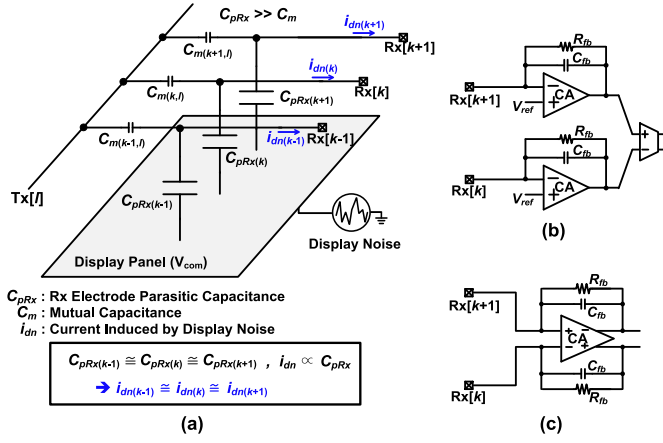 C_pRx >> C_m
i_dn(k+1)
C_m(k+1,l)
Rx[k+1]
i_dn(k)
C_m(k,l)
Rx[k]
C_pRx(k+1)
i_dn(k-1)
C_m(k-1,l)
Rx[k-1]
C_pRx(k)
Tx[l]
C_pRx(k-1)
Display Noise
Display Panel (V_com)
C_pRx : Rx Electrode Parasitic Capacitance
C_m : Mutual Capacitance
i_dn : Current Induced by Display Noise
C_pRx(k-1) ≅ C_pRx(k) ≅ C_pRx(k+1) , i_dn ∝ C_pRx
➔ i_dn(k-1) ≅ i_dn(k) ≅ i_dn(k+1)
(a)
R_fb
C_fb
Rx[k+1]
− CA
V_ref +
R_fb
C_fb
+
−
Rx[k]
− CA
V_ref +
(b)
R_fb
Rx[k+1]
C_fb
+ −
CA
− +
C_fb
Rx[k]
R_fb
(c)